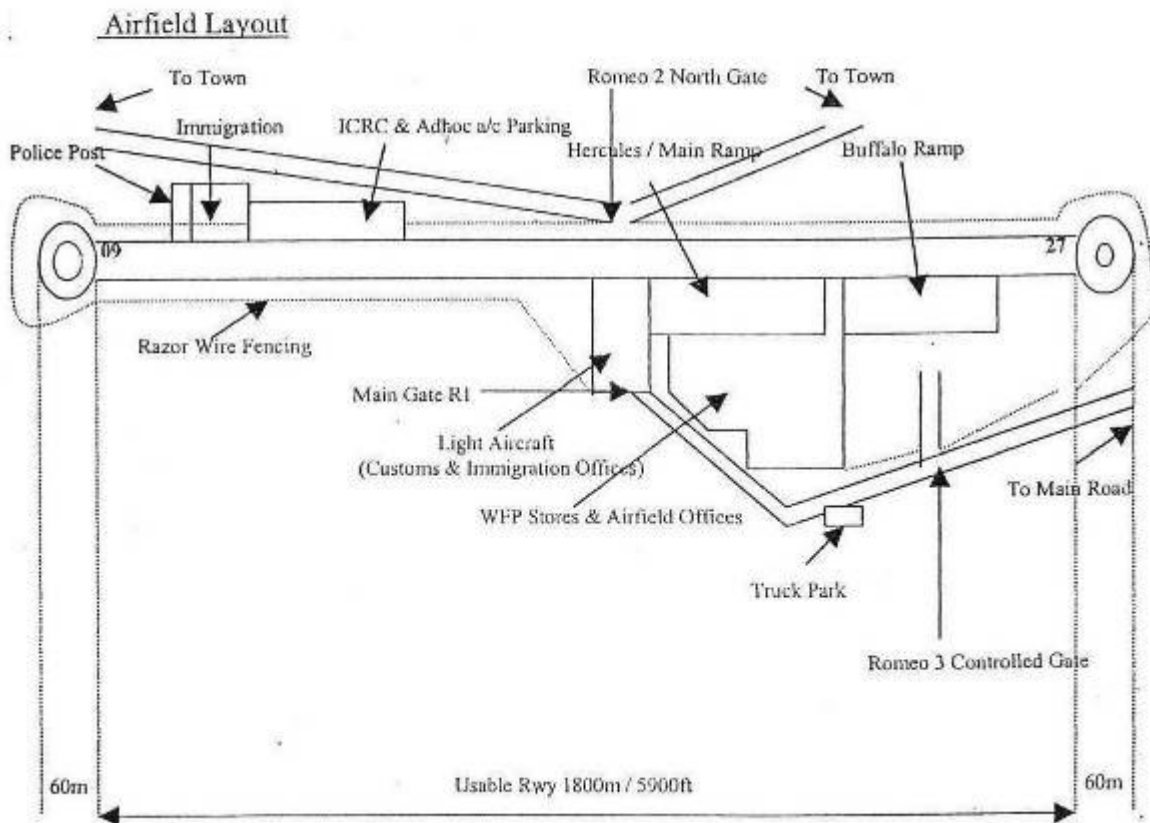 Airfield Layout
To Town
Romeo 2 North Gate
To Town
Immigration
ICRC & Adhoc a/c Parking
Police Post
Hercules / Main Ramp
Buffalo Ramp
09
27
Razor Wire Fencing
Main Gate R1
Light Aircraft
(Customs & Immigration Offices)
To Main Road
WFP Stores & Airfield Offices
Truck Park
Romeo 3 Controlled Gate
60m
Usable Rwy 1800m / 5900ft
60m